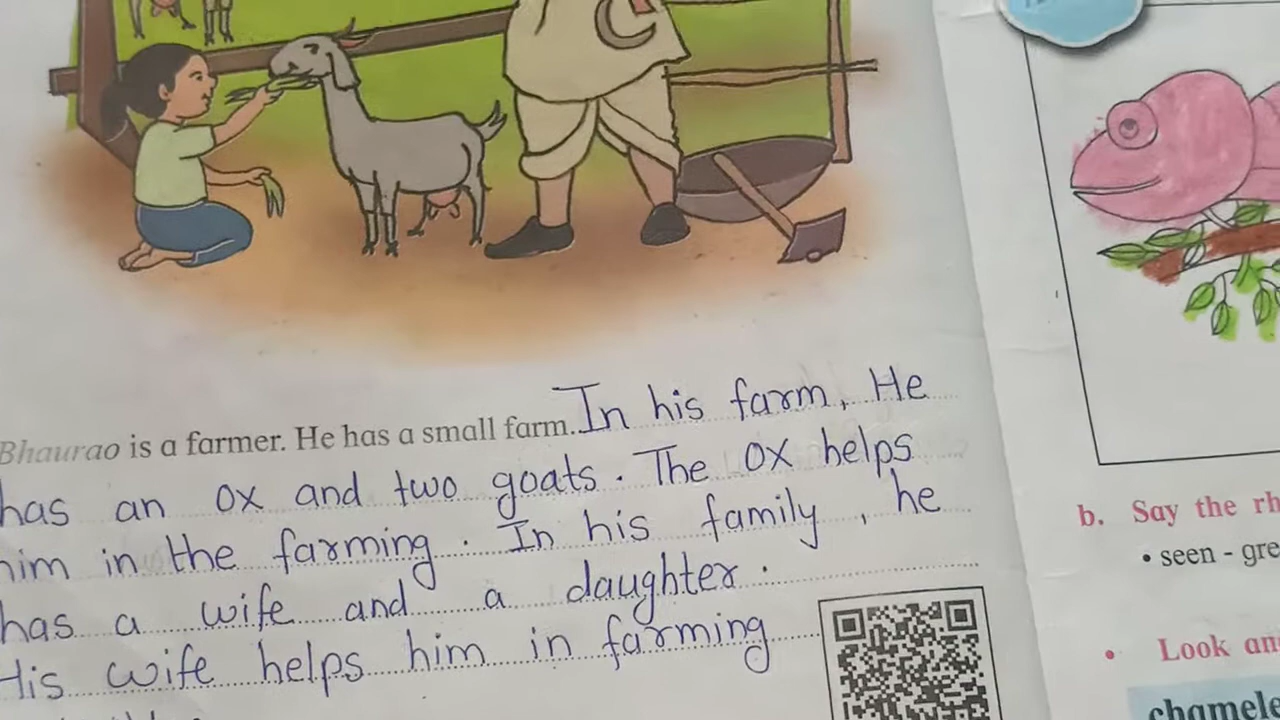 Bhaurao is a farmer. He has a small farm. In his farm, He
has an ox and two goats. The ox helps
him in the farming. In his family, he
has a wife and a daughter.
His wife helps him in farming
b. Say the rh
• seen - gre
• Look an
chamele